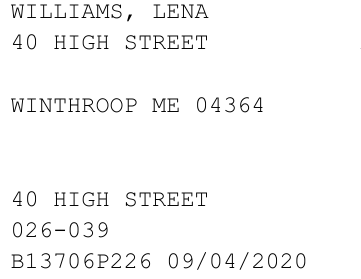 WILLIAMS, LENA
40 HIGH STREET
WINTHROOP ME 04364
40 HIGH STREET
026-039
B13706P226 09/04/2020